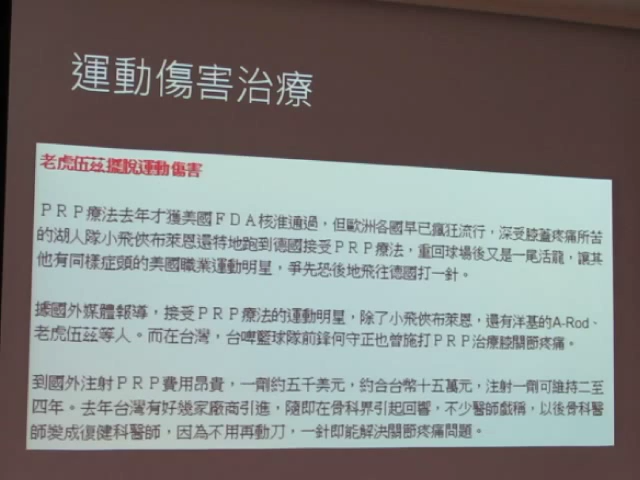 運動傷害治療
老虎伍茲擺脫運動傷害
ＰＲＰ療法去年才獲美國ＦＤＡ核准通過，但歐洲各國早已瘋狂流行，深受膝蓋疼痛所苦
的湖人隊小飛俠布萊恩還特地跑到德國接受ＰＲＰ療法，重回球場後又是一尾活龍，讓其
他有同樣症頭的美國職業運動明星，爭先恐後地飛往德國打一針。
據國外媒體報導，接受ＰＲＰ療法的運動明星，除了小飛俠布萊恩，還有洋基的A-Rod、
老虎伍茲等人。而在台灣，台啤籃球隊前鋒何守正也曾施打ＰＲＰ治療膝關節疼痛。
到國外注射ＰＲＰ費用昂貴，一劑約五千美元，約合台幣十五萬元，注射一劑可維持二至
四年。去年台灣有好幾家廠商引進，隨即在骨科界引起回響，不少醫師戲稱，以後骨科醫
師變成復健科醫師，因為不用再動刀，一針即能解決關節疼痛問題。